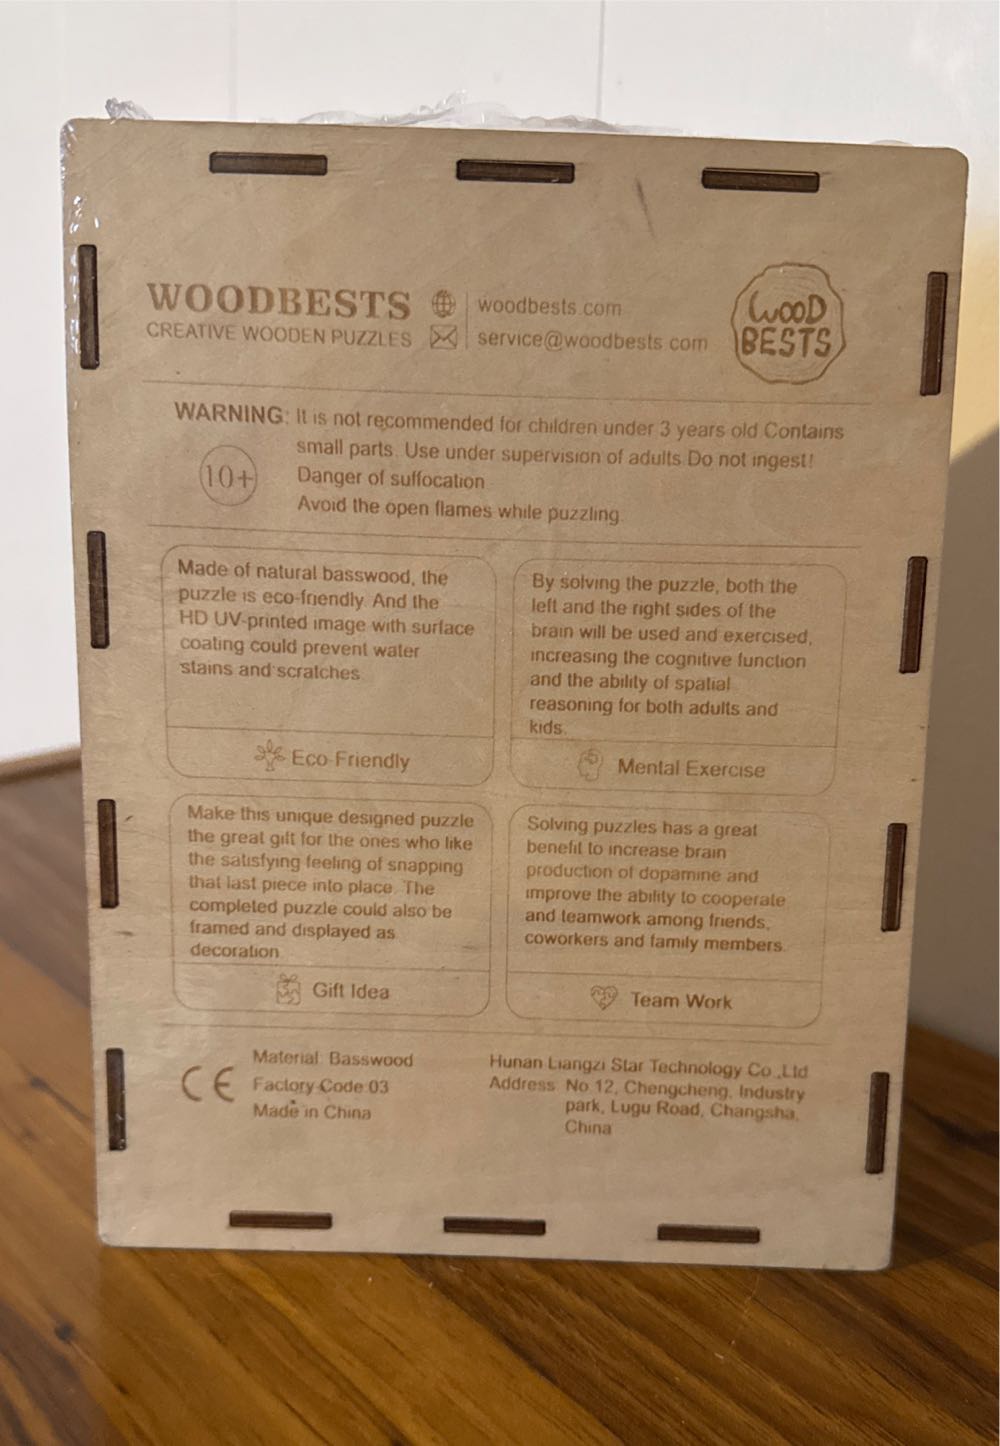 WOODBESTS
CREATIVE WOODEN PUZZLES
woodbests.com
service@woodbests.com
WOOD
BESTS
WARNING: It is not recommended for children under 3 years old Contains
small parts. Use under supervision of adults Do not ingest!
10+
Danger of suffocation
Avoid the open flames while puzzling.
Made of natural basswood, the
puzzle is eco-friendly. And the
HD UV-printed image with surface
coating could prevent water
stains and scratches.
Eco-Friendly
By solving the puzzle, both the
left and the right sides of the
brain will be used and exercised,
increasing the cognitive function
and the ability of spatial
reasoning for both adults and
kids.
Mental Exercise
Make this unique designed puzzle
the great gift for the ones who like
the satisfying feeling of snapping
that last piece into place. The
completed puzzle could also be
framed and displayed as
decoration
Gift Idea
Solving puzzles has a great
benefit to increase brain
production of dopamine and
improve the ability to cooperate
and teamwork among friends,
coworkers and family members.
Team Work
CE
Material: Basswood
Factory Code:03
Made in China
Hunan Liangzi Star Technology Co.,Ltd
Address: No.12, Chengcheng, Industry
park, Lugu Road, Changsha,
China